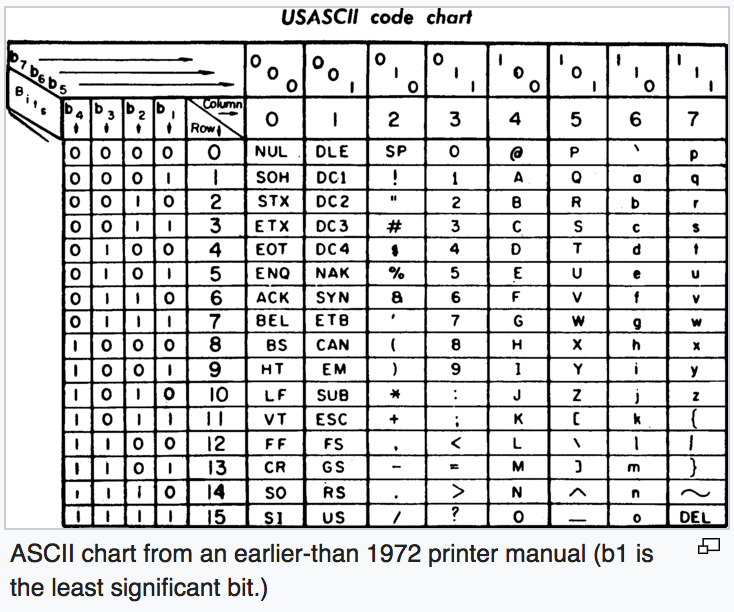 USASCII code chart
b7 b6 b5 0 0 0 0 0 1 0 1 0 0 1 1 1 0 0 1 0 1 1 1 0 1 1 1
Bits b4 b3 b2 b1 Column Row 0 1 2 3 4 5 6 7
0 0 0 0 0 NUL DLE SP 0 @ P ` p
0 0 0 1 1 SOH DC1 ! 1 A Q a q
0 0 1 0 2 STX DC2 " 2 B R b r
0 0 1 1 3 ETX DC3 # 3 C S c s
0 1 0 0 4 EOT DC4 $ 4 D T d t
0 1 0 1 5 ENQ NAK % 5 E U e u
0 1 1 0 6 ACK SYN & 6 F V f v
0 1 1 1 7 BEL ETB ' 7 G W g w
1 0 0 0 8 BS CAN ( 8 H X h x
1 0 0 1 9 HT EM ) 9 I Y i y
1 0 1 0 10 LF SUB * : J Z j z
1 0 1 1 11 VT ESC + ; K [ k {
1 1 0 0 12 FF FS , < L \ l |
1 1 0 1 13 CR GS - = M ] m }
1 1 1 0 14 SO RS . > N ^ n ~
1 1 1 1 15 SI US / ? O _ o DEL
ASCII chart from an earlier-than 1972 printer manual (b1 is
the least significant bit.)